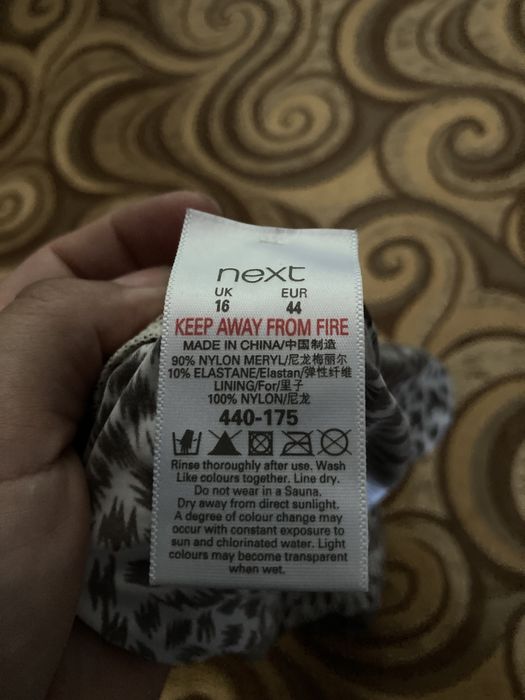 next
UK EUR
16 44
KEEP AWAY FROM FIRE
MADE IN CHINA/中国制造
90% NYLON MERYL/尼龙梅丽尔
10% ELASTANE/Elastan/弹性纤维
LINING/For/里子
100% NYLON/尼龙
440-175
Rinse thoroughly after use. Wash
Like colours together. Line dry.
Do not wear in a Sauna.
Dry away from direct sunlight.
A degree of colour change may
occur with constant exposure to
sun and chlorinated water. Light
colours may become transparent
when wet.